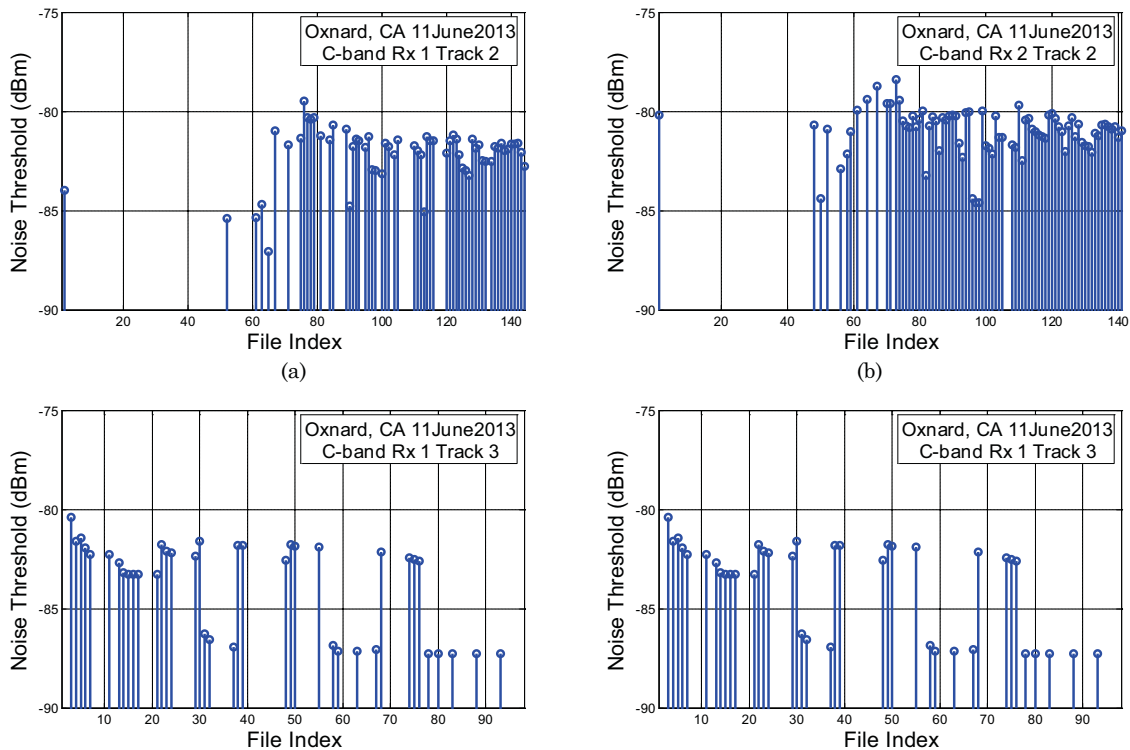 -75
-80
-85
-90
Noise Threshold (dBm)
Oxnard, CA 11June2013
C-band Rx 1 Track 2
20 40 60 80 100 120 140
File Index
(a)
-75
-80
-85
-90
Noise Threshold (dBm)
Oxnard, CA 11June2013
C-band Rx 2 Track 2
20 40 60 80 100 120 140
File Index
(b)
-75
-80
-85
-90
Noise Threshold (dBm)
Oxnard, CA 11June2013
C-band Rx 1 Track 3
10 20 30 40 50 60 70 80 90
File Index
-75
-80
-85
-90
Noise Threshold (dBm)
Oxnard, CA 11June2013
C-band Rx 1 Track 3
10 20 30 40 50 60 70 80 90
File Index